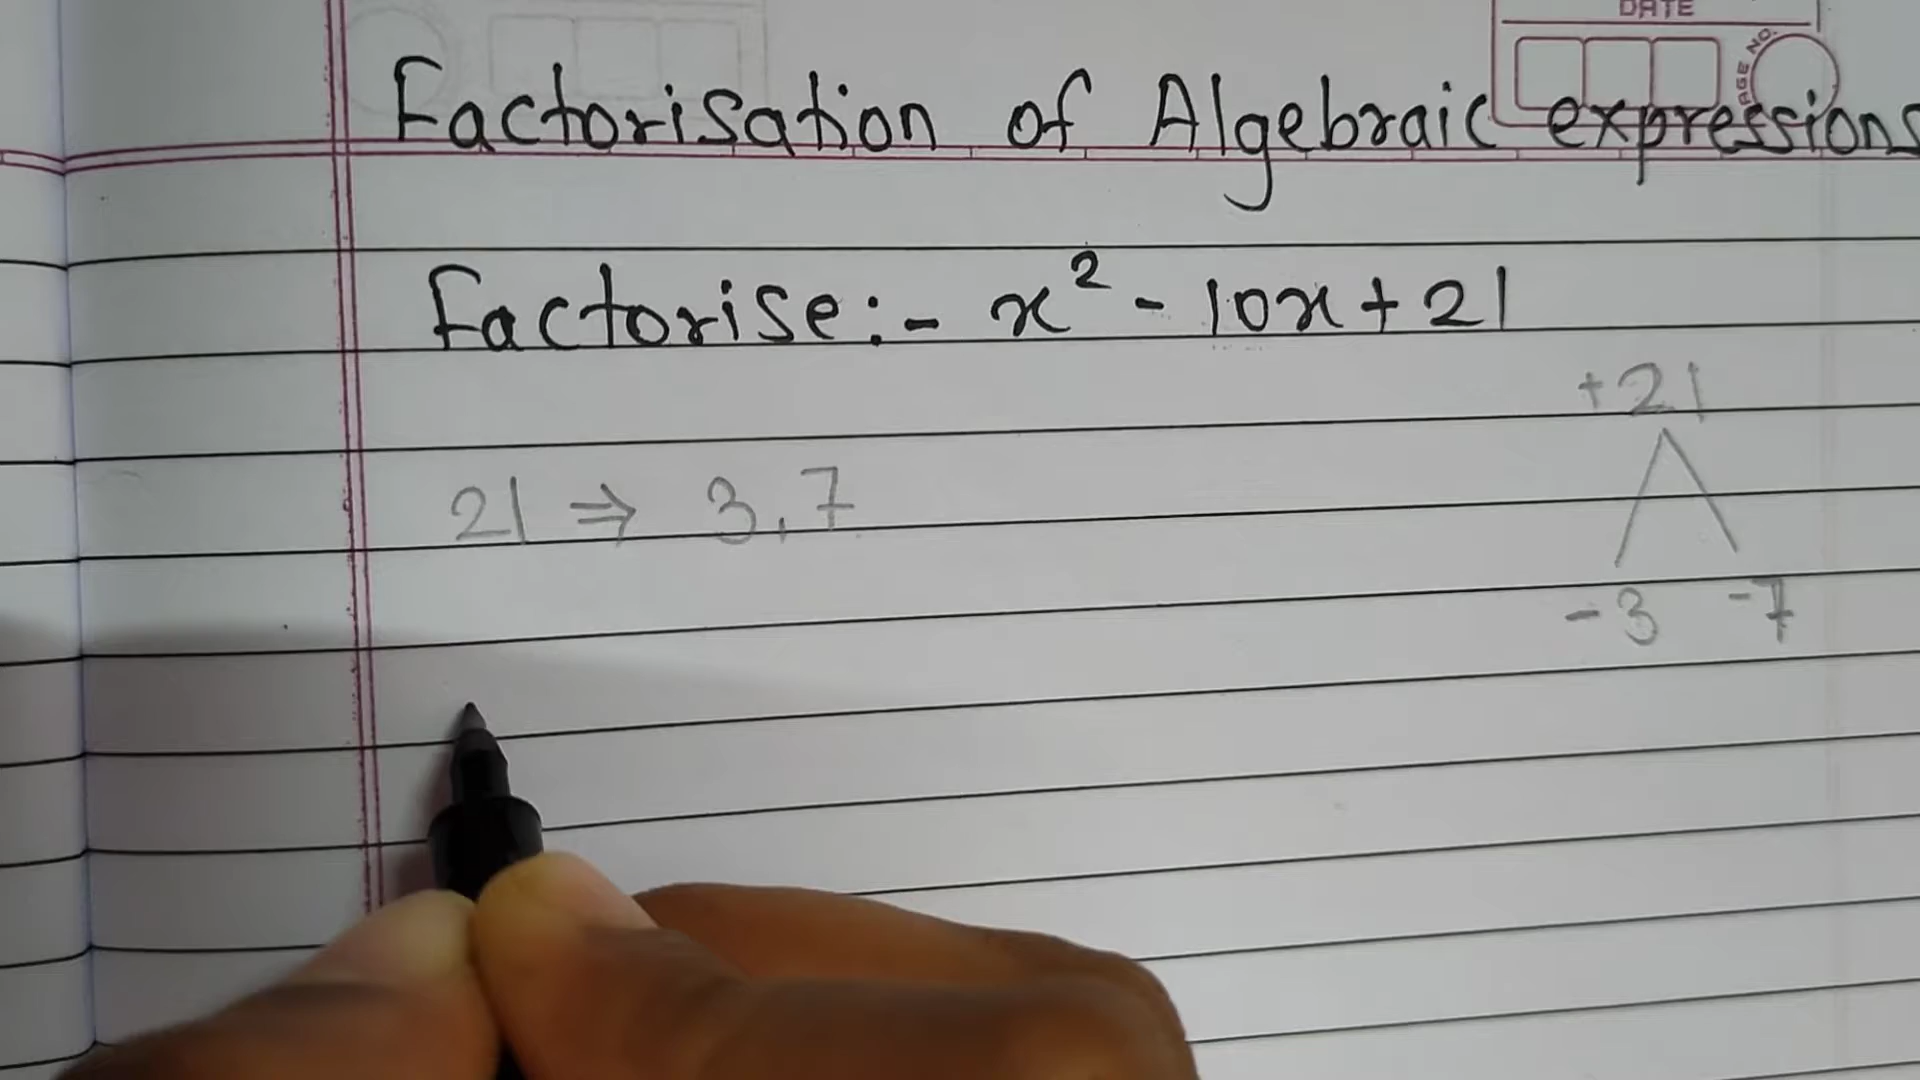 DATE
PAGE NO.
Factorisation of Algebraic expressions
Factorise:- x² - 10x + 21
+21
21 ⇒ 3,7
-3 -7